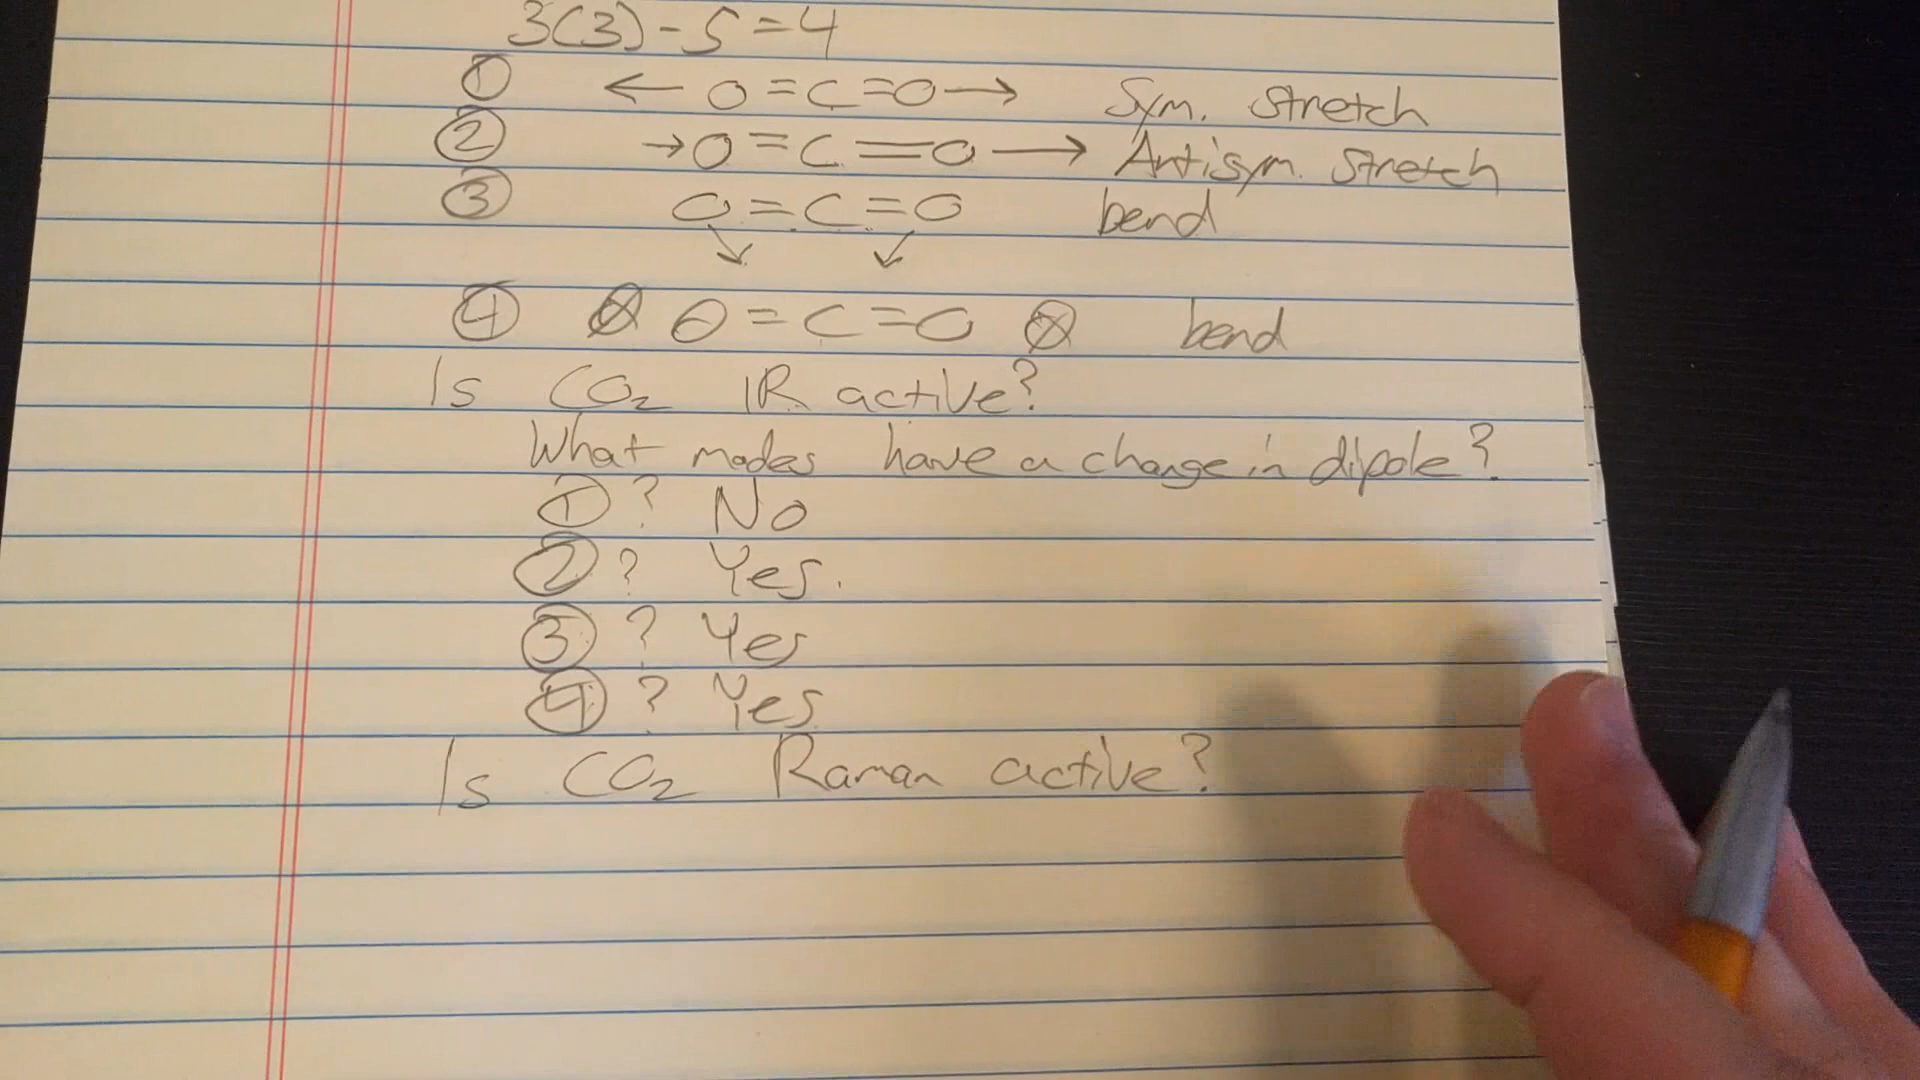 3(3)-5=4
① ← O=C=O → Sym. Stretch
② →O=C=O → Antisym. Stretch
③ O=C=O bend
↘ ↙
④ ⊗ O=C=O ⊗ bend
Is CO₂ IR active?
What modes have a change in dipole?
①? No
②? Yes.
③? Yes
④? Yes
Is CO₂ Raman active?